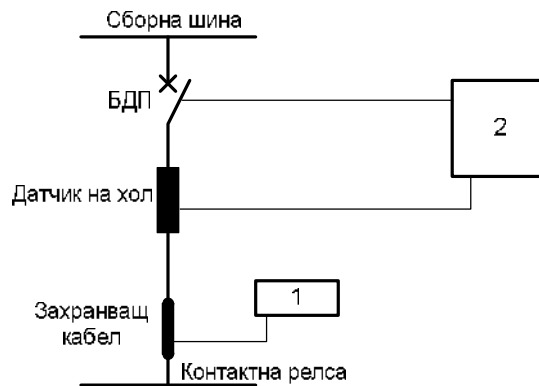 Сборна шина
БДП
2
Датчик на хол
1
Захранващ
кабел
Контактна релса